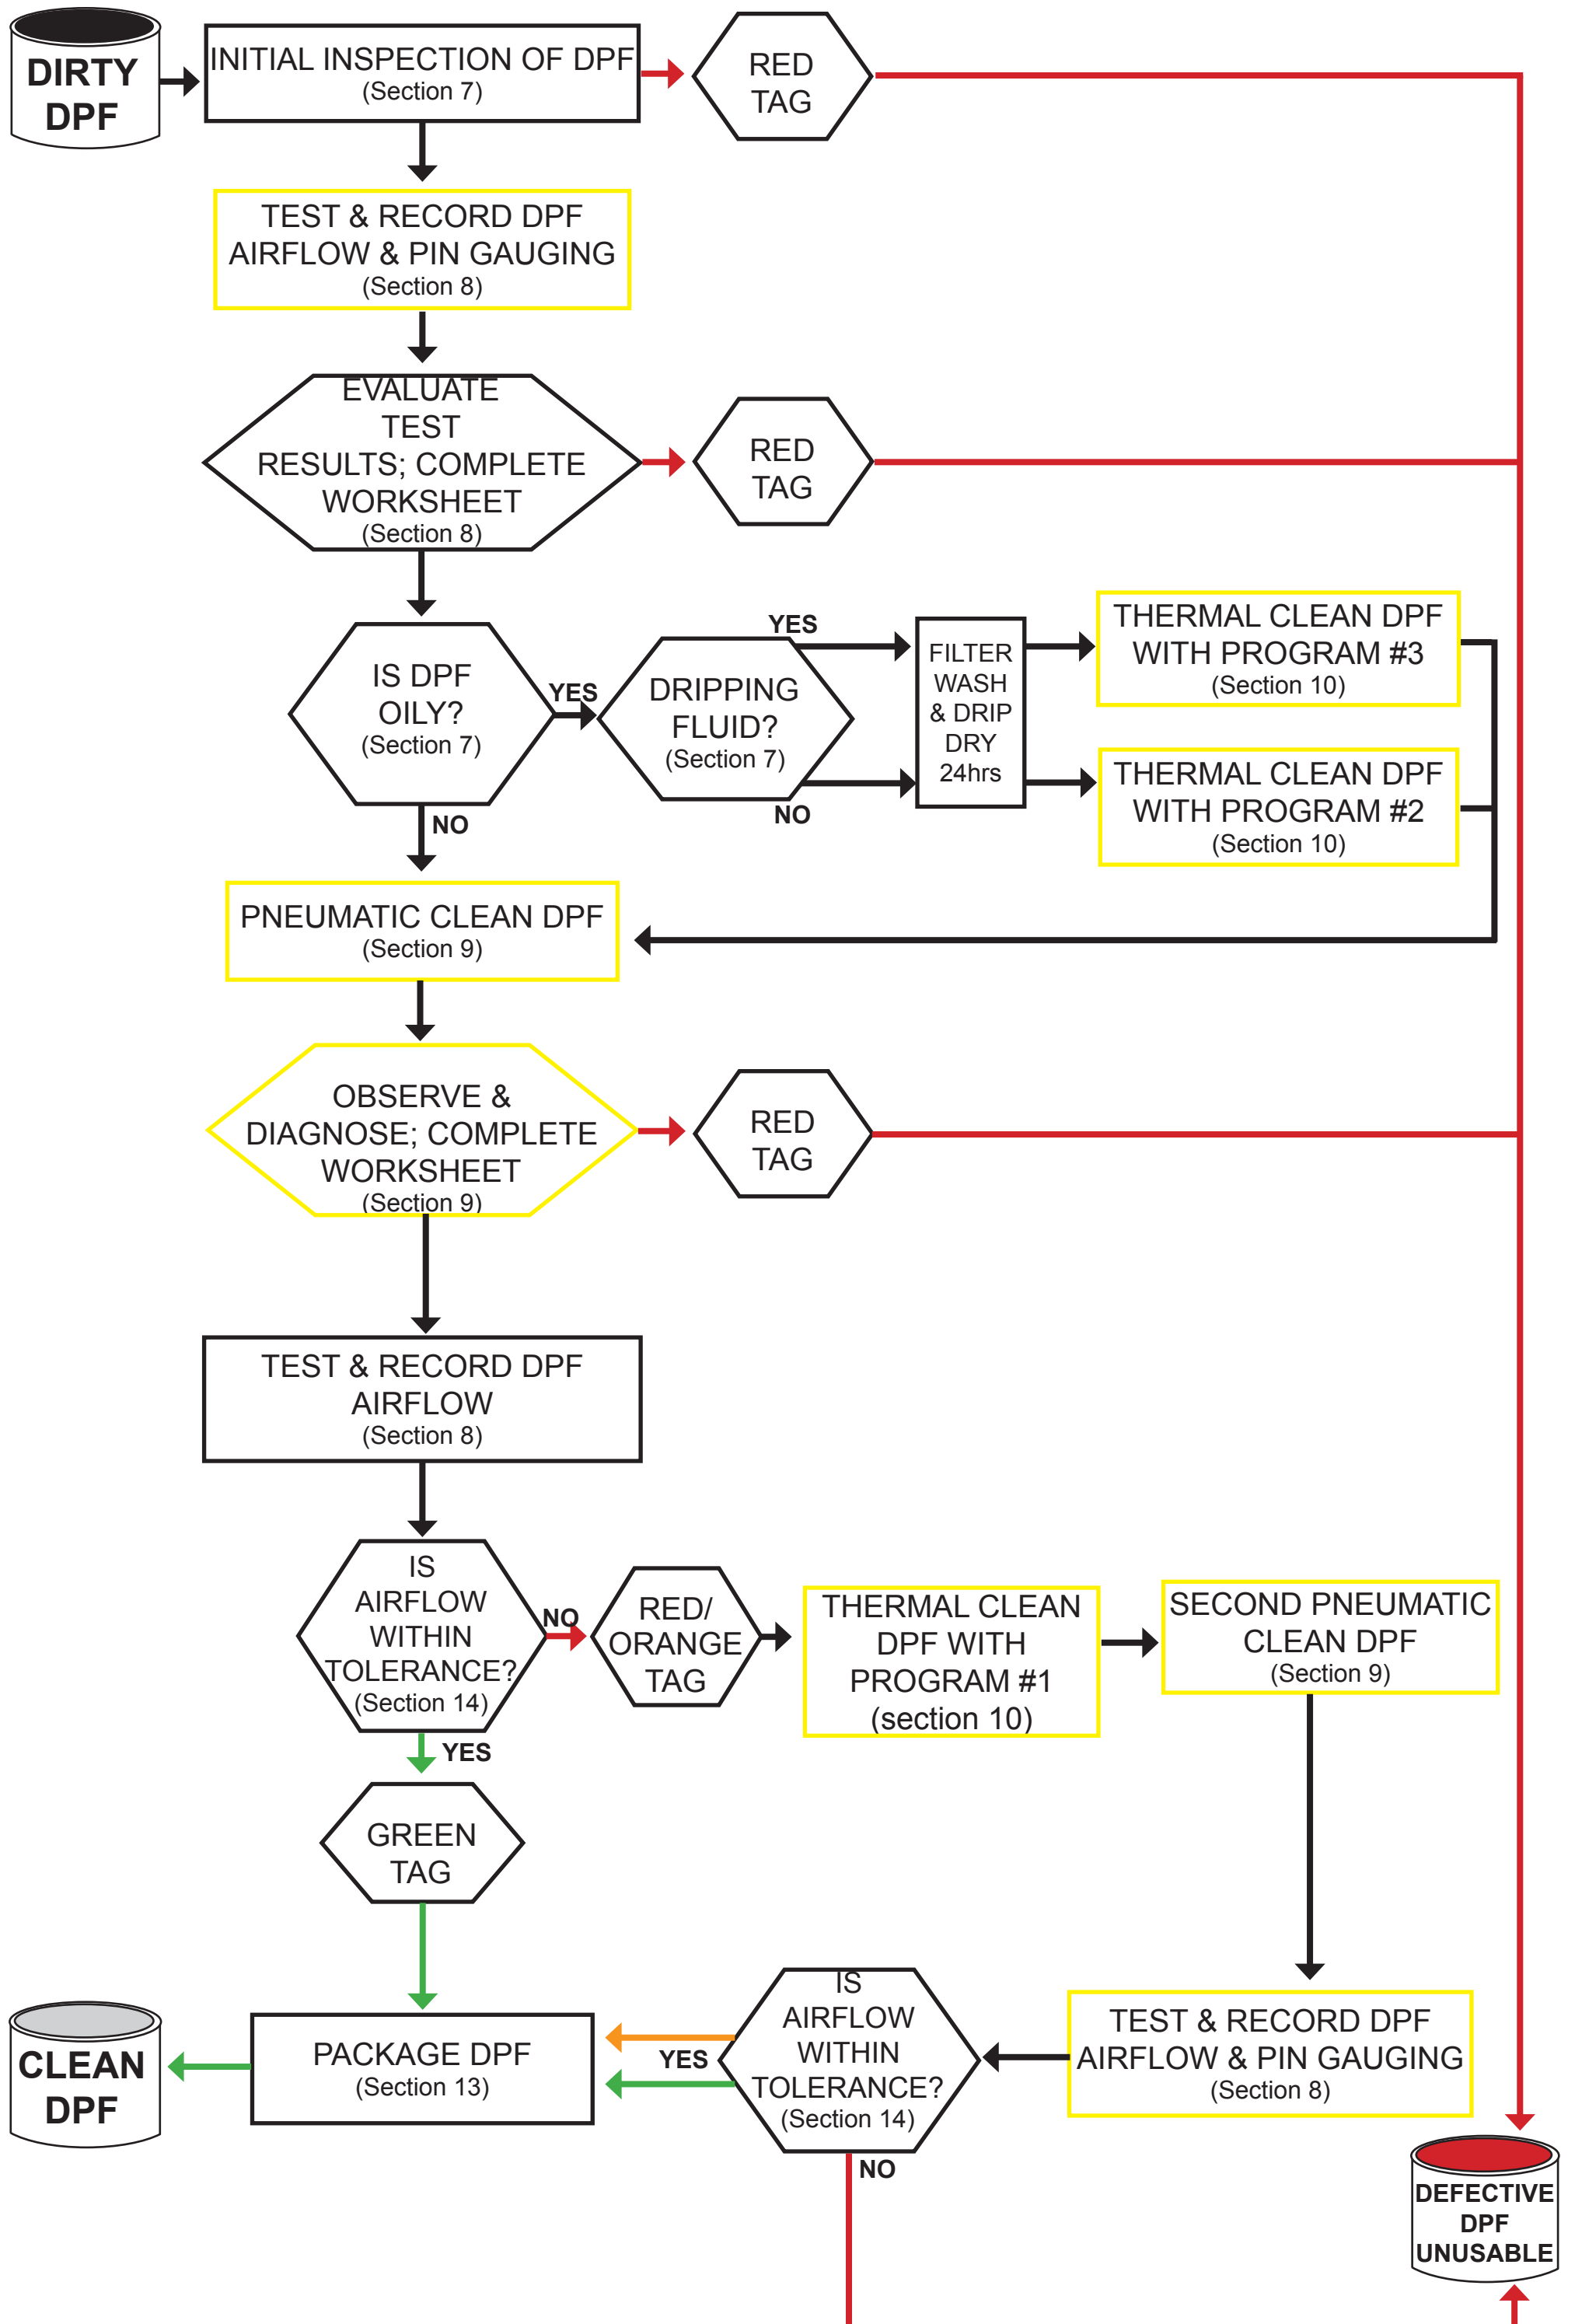 DIRTY
DPF
INITIAL INSPECTION OF DPF
(Section 7)
RED
TAG
TEST & RECORD DPF
AIRFLOW & PIN GAUGING
(Section 8)
EVALUATE
TEST
RESULTS; COMPLETE
WORKSHEET
(Section 8)
RED
TAG
IS DPF
OILY?
(Section 7)
YES
DRIPPING
FLUID?
(Section 7)
YES
NO
FILTER
WASH
& DRIP
DRY
24hrs
THERMAL CLEAN DPF
WITH PROGRAM #3
(Section 10)
THERMAL CLEAN DPF
WITH PROGRAM #2
(Section 10)
NO
PNEUMATIC CLEAN DPF
(Section 9)
OBSERVE &
DIAGNOSE; COMPLETE
WORKSHEET
(Section 9)
RED
TAG
TEST & RECORD DPF
AIRFLOW
(Section 8)
IS
AIRFLOW
WITHIN
TOLERANCE?
(Section 14)
NO
RED/
ORANGE
TAG
THERMAL CLEAN
DPF WITH
PROGRAM #1
(section 10)
SECOND PNEUMATIC
CLEAN DPF
(Section 9)
YES
GREEN
TAG
CLEAN
DPF
PACKAGE DPF
(Section 13)
YES
IS
AIRFLOW
WITHIN
TOLERANCE?
(Section 14)
TEST & RECORD DPF
AIRFLOW & PIN GAUGING
(Section 8)
NO
DEFECTIVE
DPF
UNUSABLE